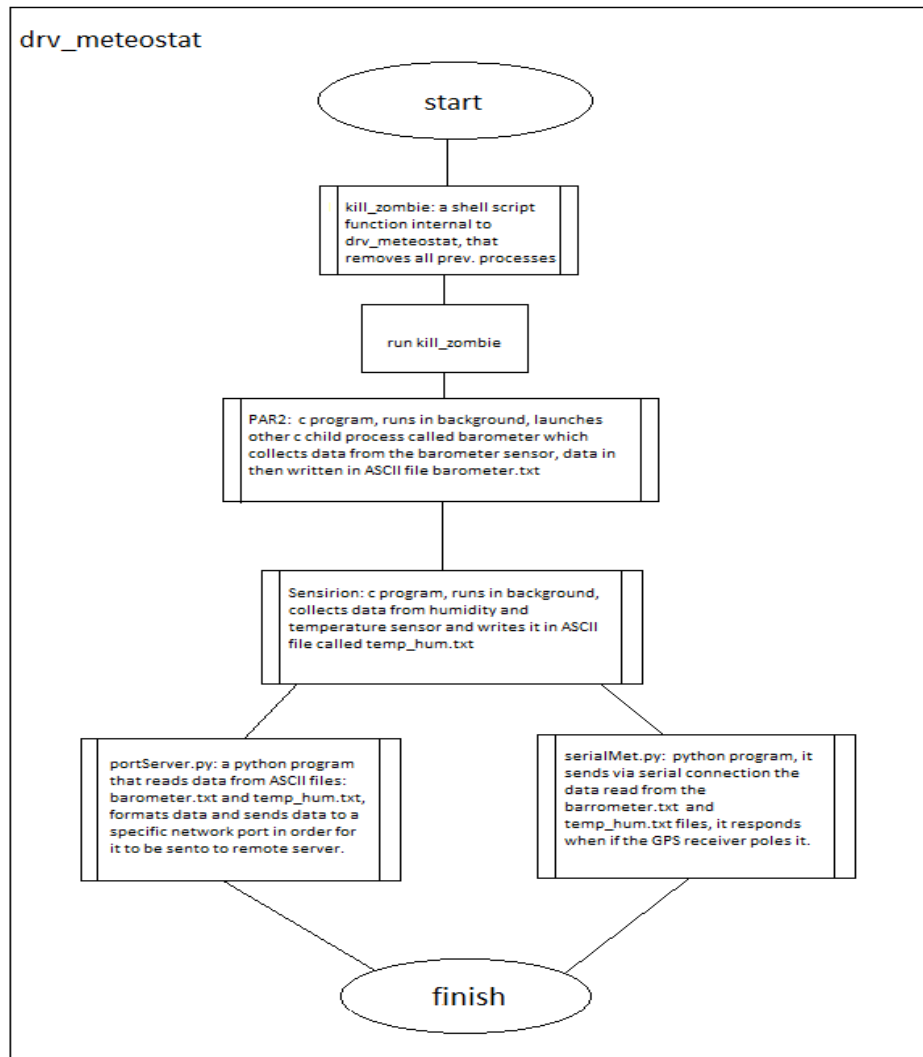 drv_meteostat
start
kill_zombie: a shell script
function internal to
drv_meteostat, that
removes all prev. processes
run kill_zombie
PAR2: c program, runs in background, launches
other c child process called barometer which
collects data from the barometer sensor, data in
then written in ASCII file barometer.txt
Sensirion: c program, runs in background,
collects data from humidity and
temperature sensor and writes it in ASCII
file called temp_hum.txt
portServer.py: a python program
that reads data from ASCII files:
barometer.txt and temp_hum.txt,
formats data and sends data to a
specific network port in order for
it to be sento to remote server.
serialMet.py: python program, it
sends via serial connection the
data read from the
barrometer.txt and
temp_hum.txt files, it responds
when if the GPS receiver poles it.
finish